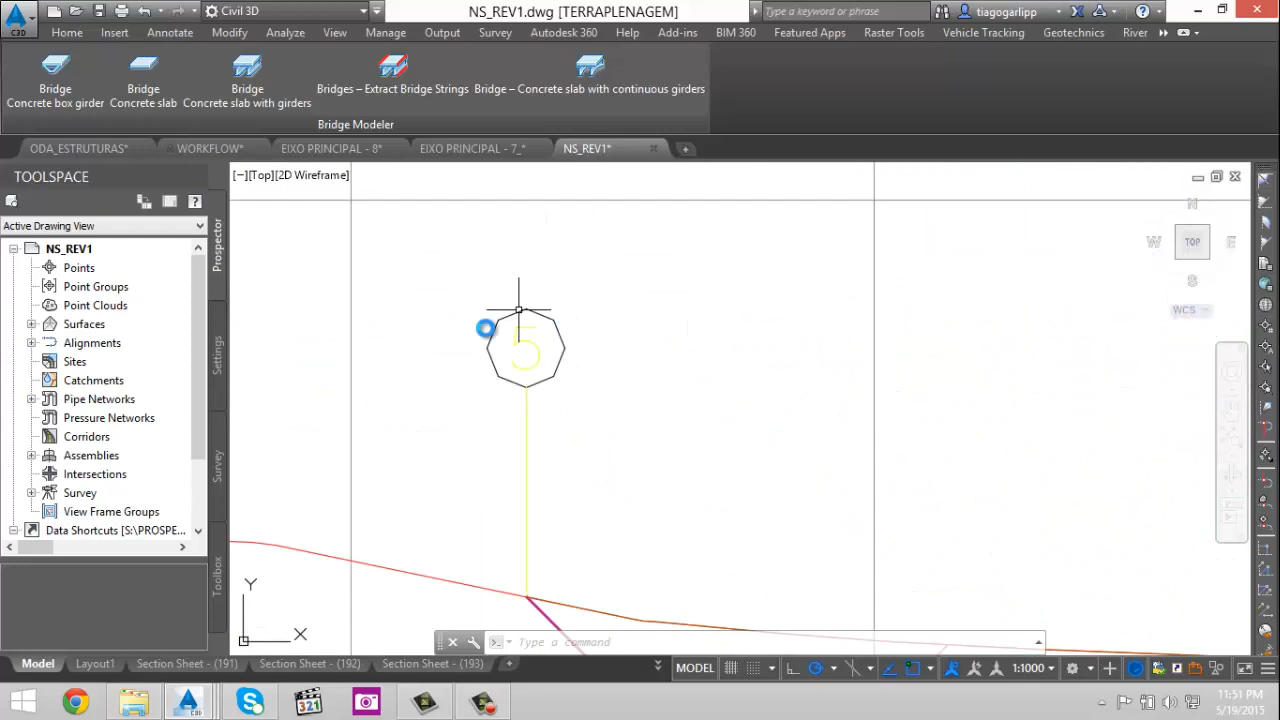 Civil 3D
NS_REV1.dwg [TERRAPLENAGEM]
Type a keyword or phrase
tiagogarlipp
C3D
Home Insert Annotate Modify Analyze View Manage Output Survey Autodesk 360 Help Add-ins BIM 360 Featured Apps Raster Tools Vehicle Tracking Geotechnics River
Bridge
Concrete box girder
Bridge
Concrete slab
Bridge
Concrete slab with girders
Bridges – Extract Bridge Strings
Bridge – Concrete slab with continuous girders
Bridge Modeler
ODA_ESTRUTURAS* WORKFLOW* EIXO PRINCIPAL - 8* EIXO PRINCIPAL - 7_* NS_REV1*
TOOLSPACE
Active Drawing View
NS_REV1
Points
Point Groups
Point Clouds
Surfaces
Alignments
Sites
Catchments
Pipe Networks
Pressure Networks
Corridors
Assemblies
Intersections
Survey
View Frame Groups
Data Shortcuts [S:\PROSPE...
Prospector
Settings
Survey
Toolbox
[−][Top][2D Wireframe]
N
W TOP E
S
WCS
5
Y
X
Type a command
Model Layout1 Section Sheet - (191) Section Sheet - (192) Section Sheet - (193)
MODEL
1:1000
321
11:51 PM
5/19/2015